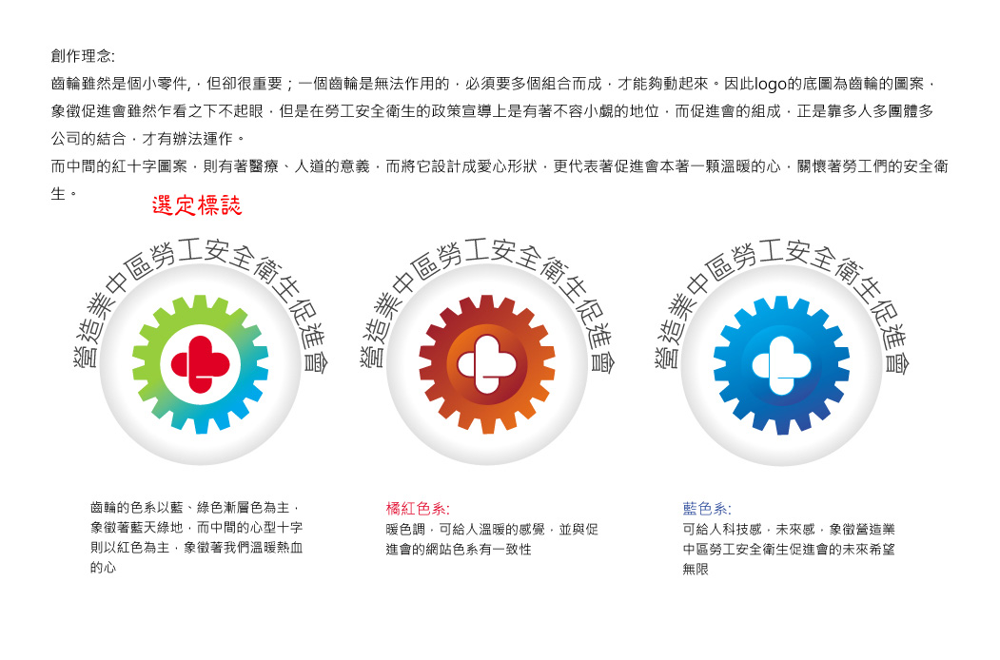 創作理念:
齒輪雖然是個小零件,，但卻很重要；一個齒輪是無法作用的，必須要多個組合而成，才能夠動起來。因此logo的底圖為齒輪的圖案，
象徵促進會雖然乍看之下不起眼，但是在勞工安全衛生的政策宣導上是有著不容小覷的地位，而促進會的組成，正是靠多人多團體多
公司的結合，才有辦法運作。
而中間的紅十字圖案，則有著醫療、人道的意義，而將它設計成愛心形狀，更代表著促進會本著一顆溫暖的心，關懷著勞工們的安全衛
生。
選定標誌
營造業中區勞工安全衛生促進會
營造業中區勞工安全衛生促進會
營造業中區勞工安全衛生促進會
齒輪的色系以藍、綠色漸層色為主，
象徵著藍天綠地，而中間的心型十字
則以紅色為主，象徵著我們溫暖熱血
的心
橘紅色系:
暖色調，可給人溫暖的感覺，並與促
進會的網站色系有一致性
藍色系:
可給人科技感，未來感，象徵營造業
中區勞工安全衛生促進會的未來希望
無限